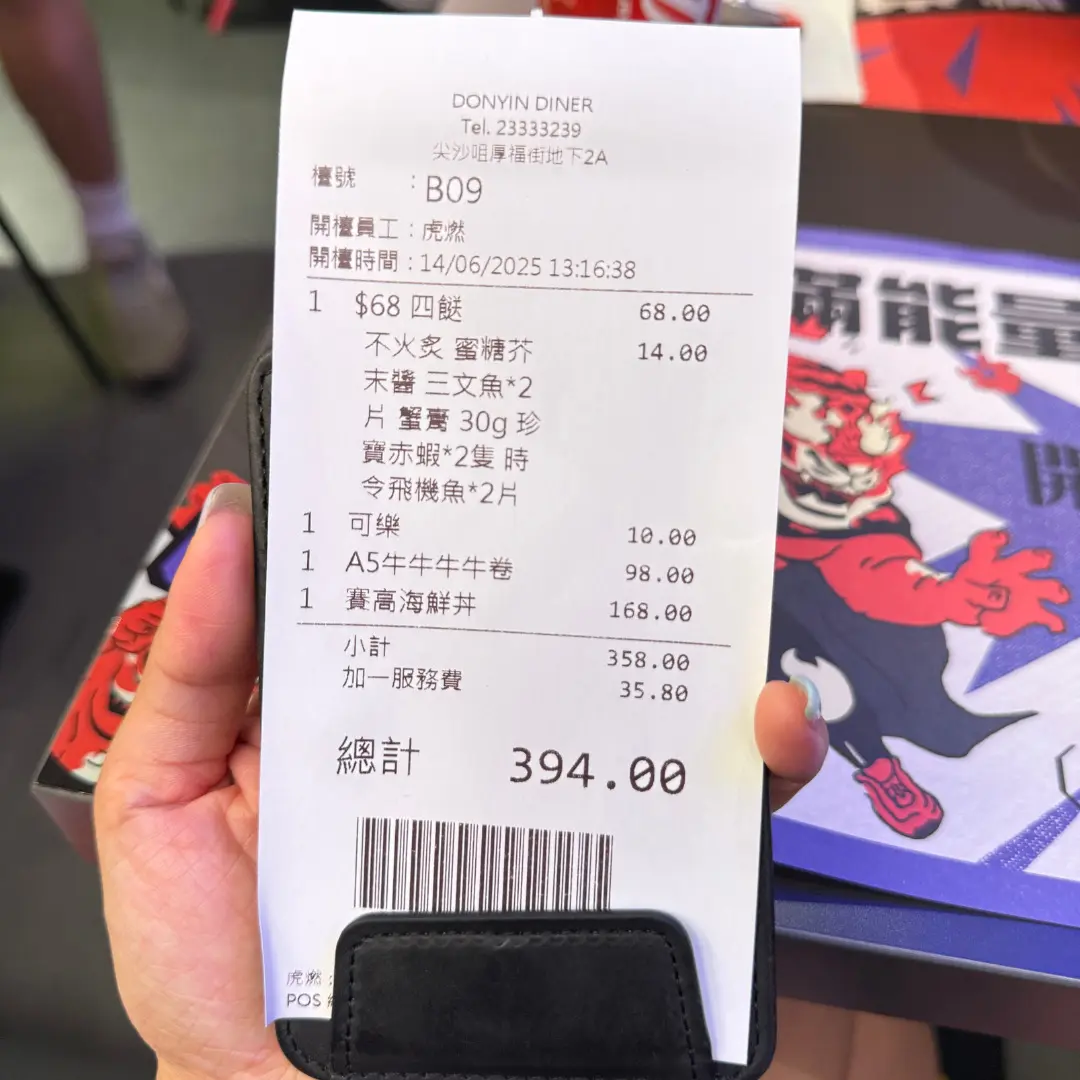 DONYIN DINER
Tel. 23333239
尖沙咀厚福街地下2A
檯號 : B09
開檯員工 : 虎燃
開檯時間 : 14/06/2025 13:16:38
1 $68 四餸 68.00
不火炙 蜜糖芥 14.00
末醬 三文魚*2
片 蟹膏 30g 珍
寶赤蝦*2隻 時
令飛機魚*2片
1 可樂 10.00
1 A5牛牛牛牛卷 98.00
1 賽高海鮮丼 168.00
小計 358.00
加一服務費 35.80
總計 394.00
虎燃 :
POS
滿能量
開